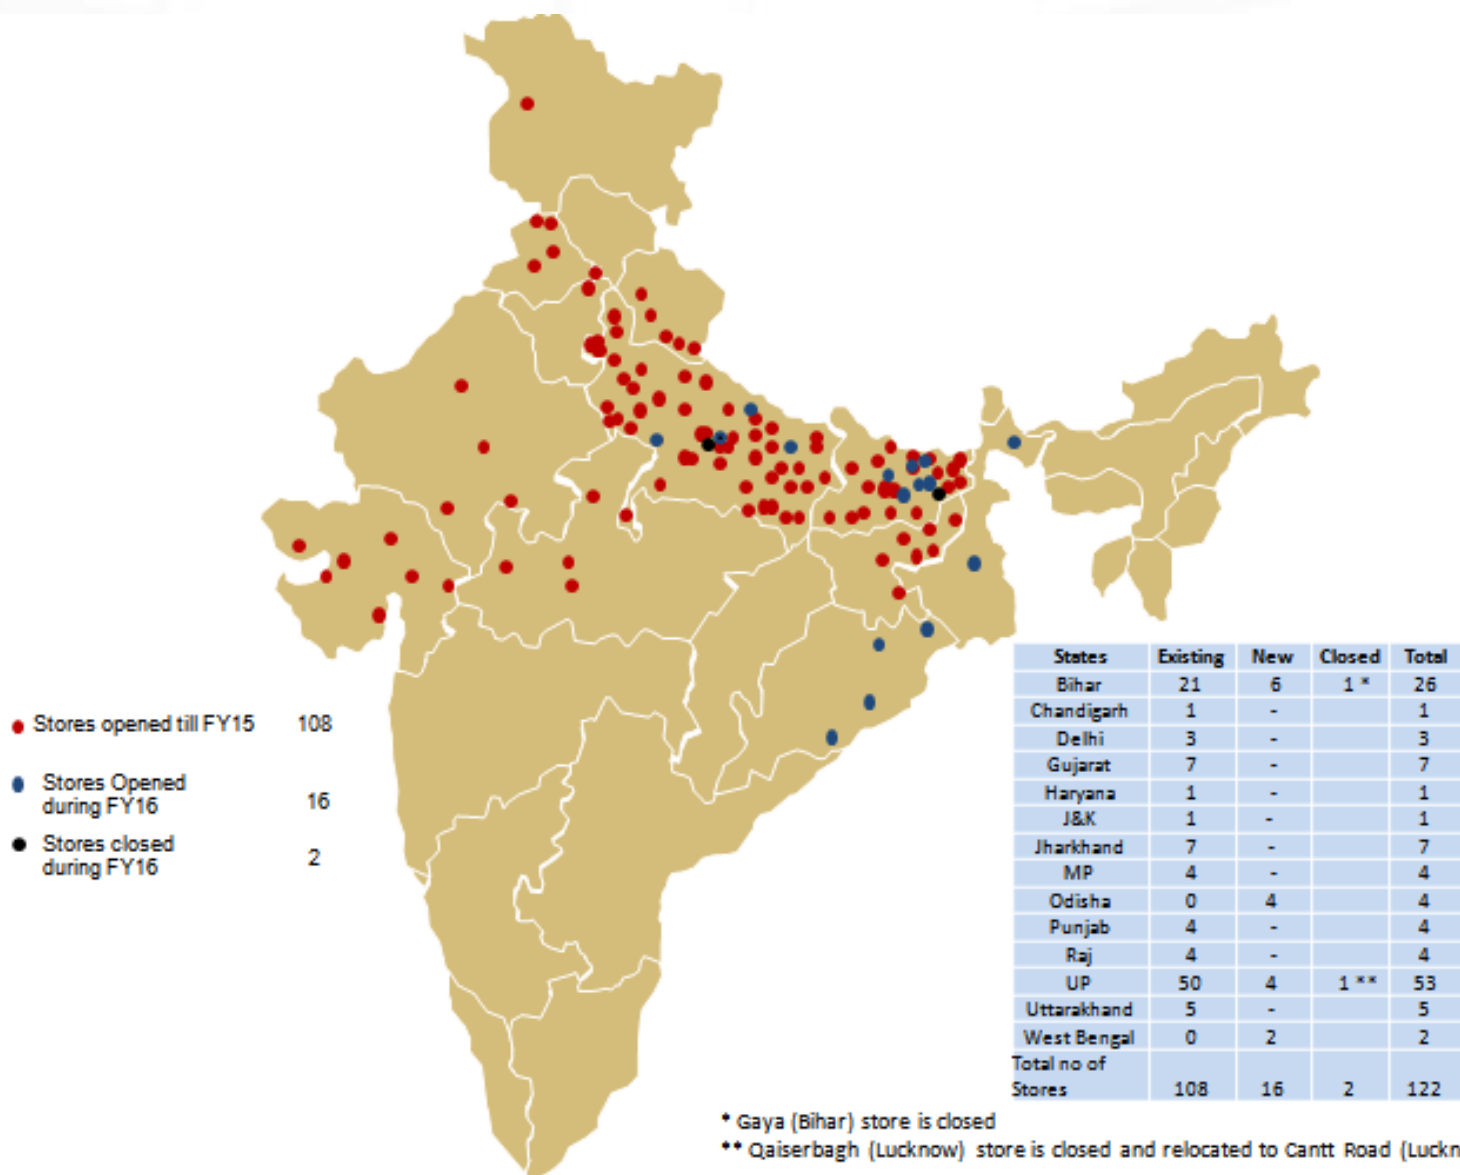 Stores opened till FY15 108
Stores Opened
during FY16 16
Stores closed
during FY16 2
States Existing New Closed Total
Bihar 21 6 1 * 26
Chandigarh 1 - 1
Delhi 3 - 3
Gujarat 7 - 7
Haryana 1 - 1
J&K 1 - 1
Jharkhand 7 - 7
MP 4 - 4
Odisha 0 4 4
Punjab 4 - 4
Raj 4 - 4
UP 50 4 1 ** 53
Uttarakhand 5 - 5
West Bengal 0 2 2
Total no of
Stores 108 16 2 122
* Gaya (Bihar) store is closed
** Qaiserbagh (Lucknow) store is closed and relocated to Cantt Road (Luckn